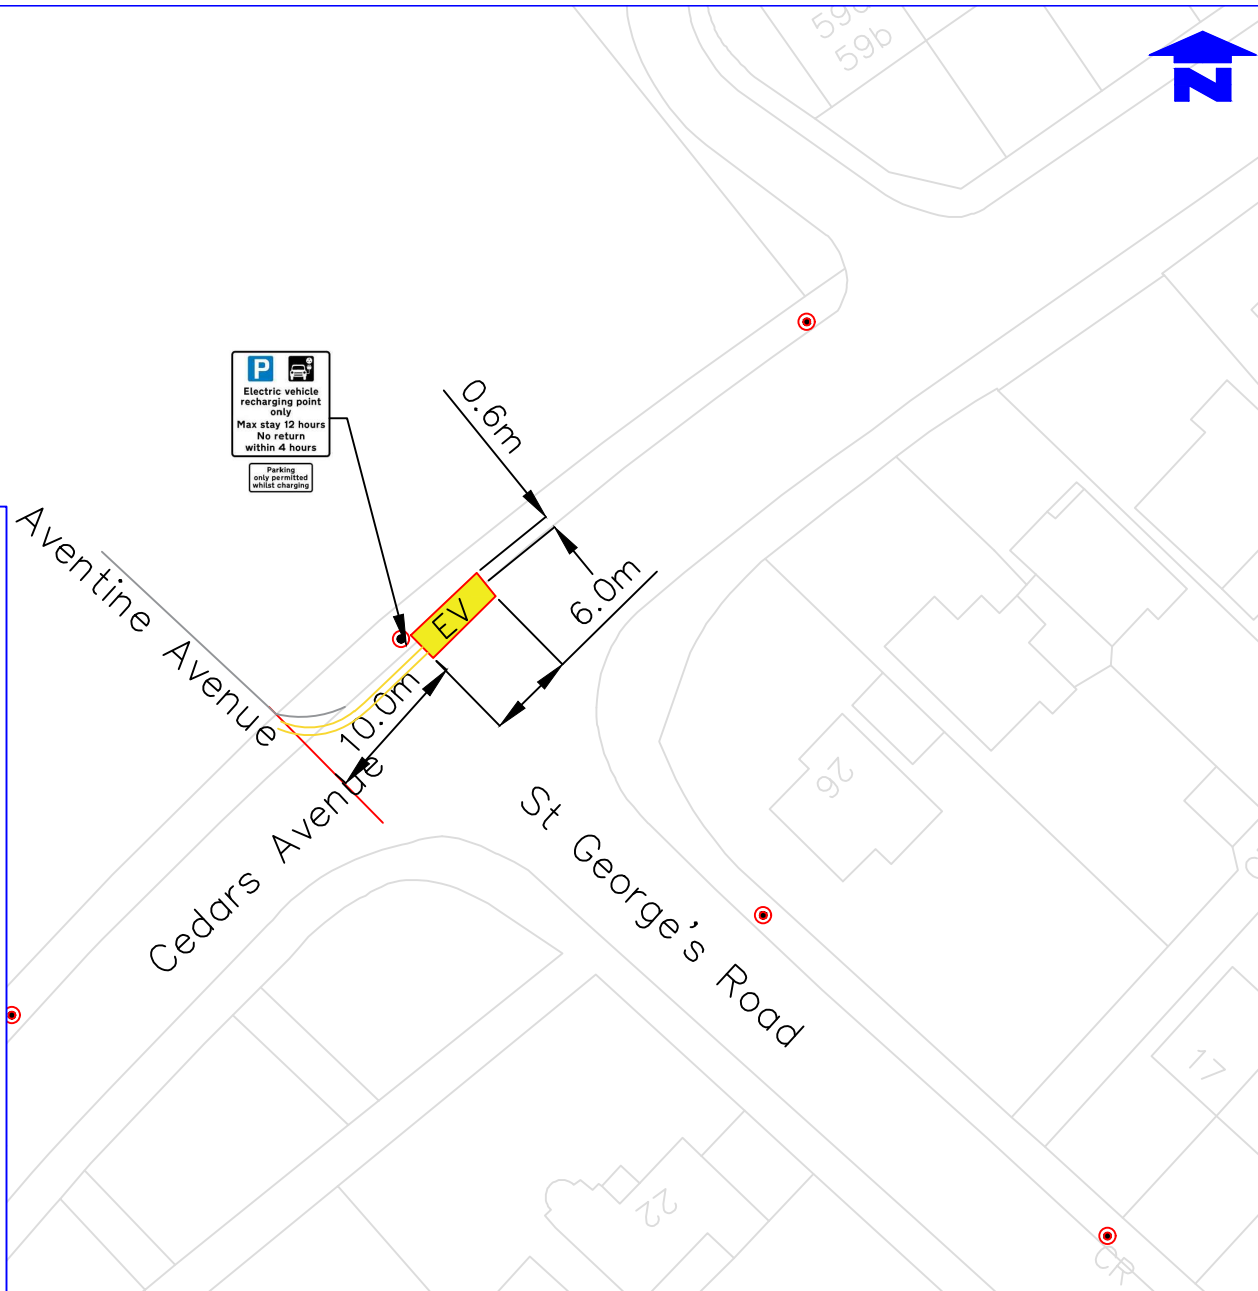 59b
N
P
Electric vehicle
recharging point
only
Max stay 12 hours
No return
within 4 hours
Parking
only permitted
whilst charging
0.6m
6.0m
EV
10.0m
Aventine Avenue
Cedars Avenue
St George's Road
26
17
22
CR